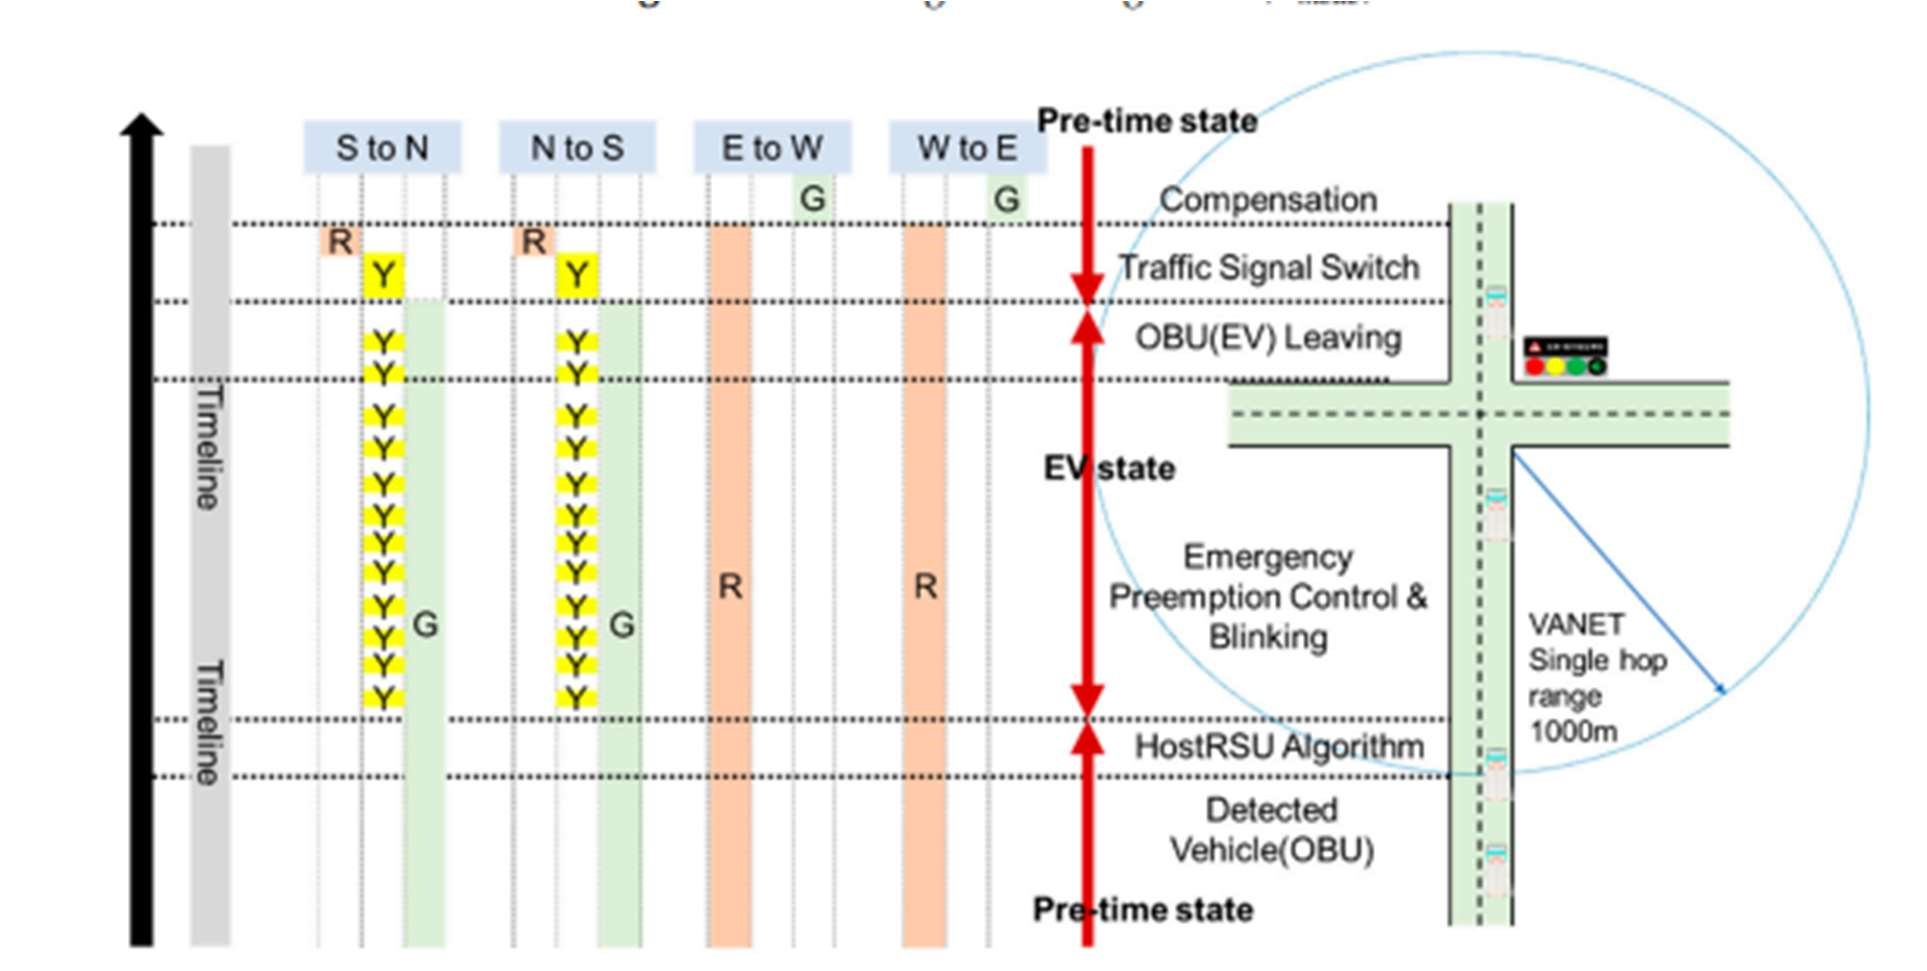 Pre-time state
S to N N to S E to W W to E
G G Compensation
R R
Y Y Traffic Signal Switch
Y Y OBU(EV) Leaving
Y Y
Y Y
Y Y
EV state
Y Y
Y Y
Y Y
Y Y
Emergency
R R
Preemption Control &
Y Y
G G
Blinking
Y Y
Y Y
Y Y
Timeline
Timeline
VANET
Single hop
range
1000m
HostRSU Algorithm
Detected
Vehicle(OBU)
Pre-time state